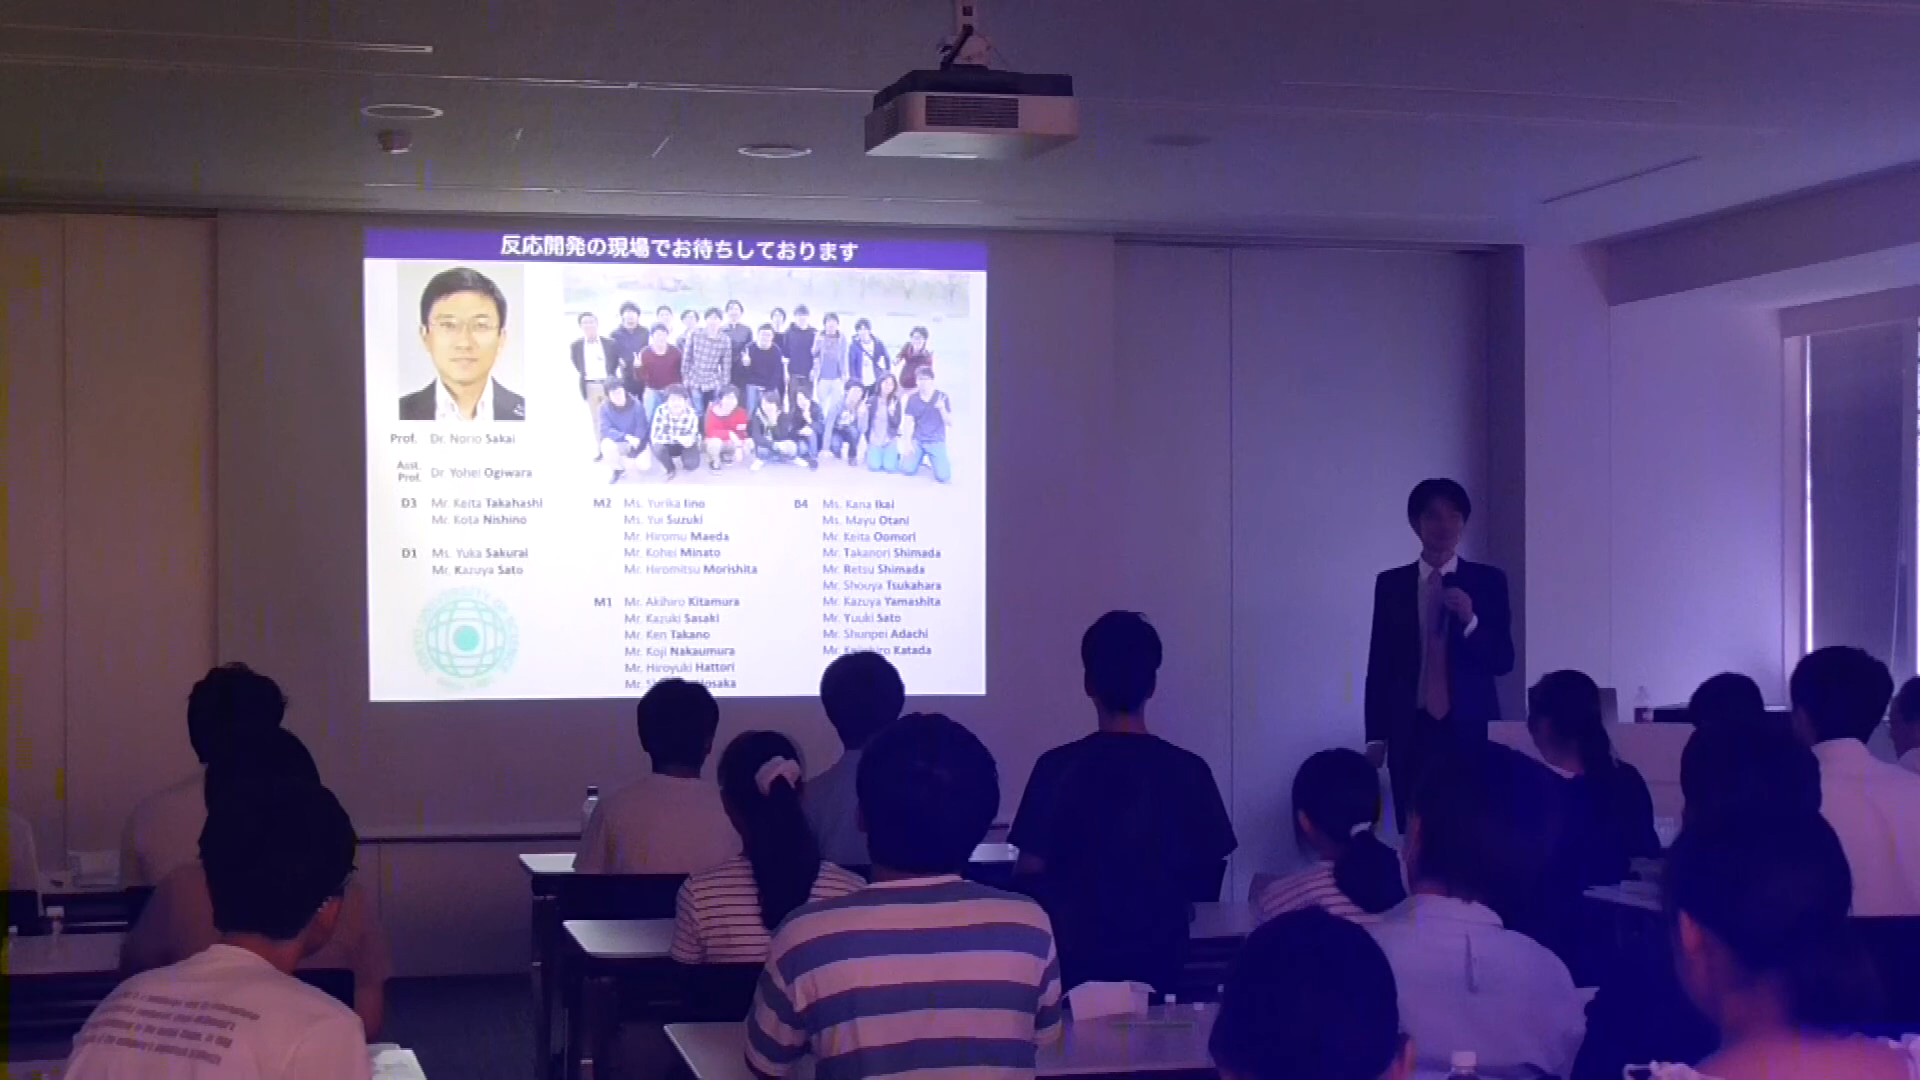 反応開発の現場でお待ちしております
Prof. Dr. Norio Sakai
Asst. Prof. Dr. Yohei Ogiwara
D3 Mr. Keita Takahashi
Mr. Kota Nishino
D1 Ms. Yuka Sakurai
Mr. Kazuya Sato
M2 Ms. Yurika Iino
Ms. Yui Suzuki
Mr. Hiromu Maeda
Mr. Kohei Minato
Mr. Hiromitsu Morishita
M1 Mr. Akihiro Kitamura
Mr. Kazuki Sasaki
Mr. Ken Takano
Mr. Koji Nakaumura
Mr. Hiroyuki Hattori
Mr.
B4 Ms. Kana Ikai
Ms. Mayu Otani
Mr. Keita Oomori
Mr. Takanori Shimada
Mr. Retsu Shimada
Mr. Shouya Tsukahara
Mr. Kazuya Yamashita
Mr. Yuuki Sato
Mr. Shunpei Adachi
Mr. Katada